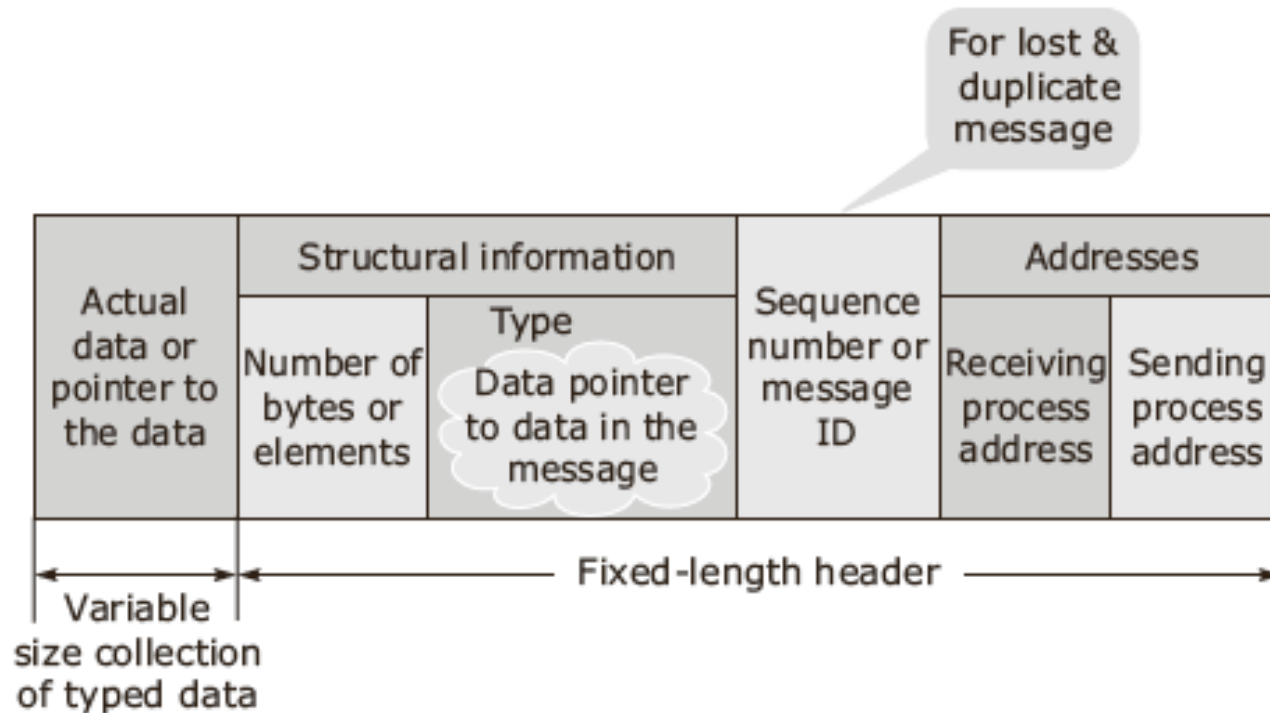 For lost &
duplicate
message
Structural information
Addresses
Actual
data or
pointer to
the data
Number of
bytes or
elements
Type
Data pointer
to data in the
message
Sequence
number or
message
ID
Receiving
process
address
Sending
process
address
Fixed-length header
Variable
size collection
of typed data